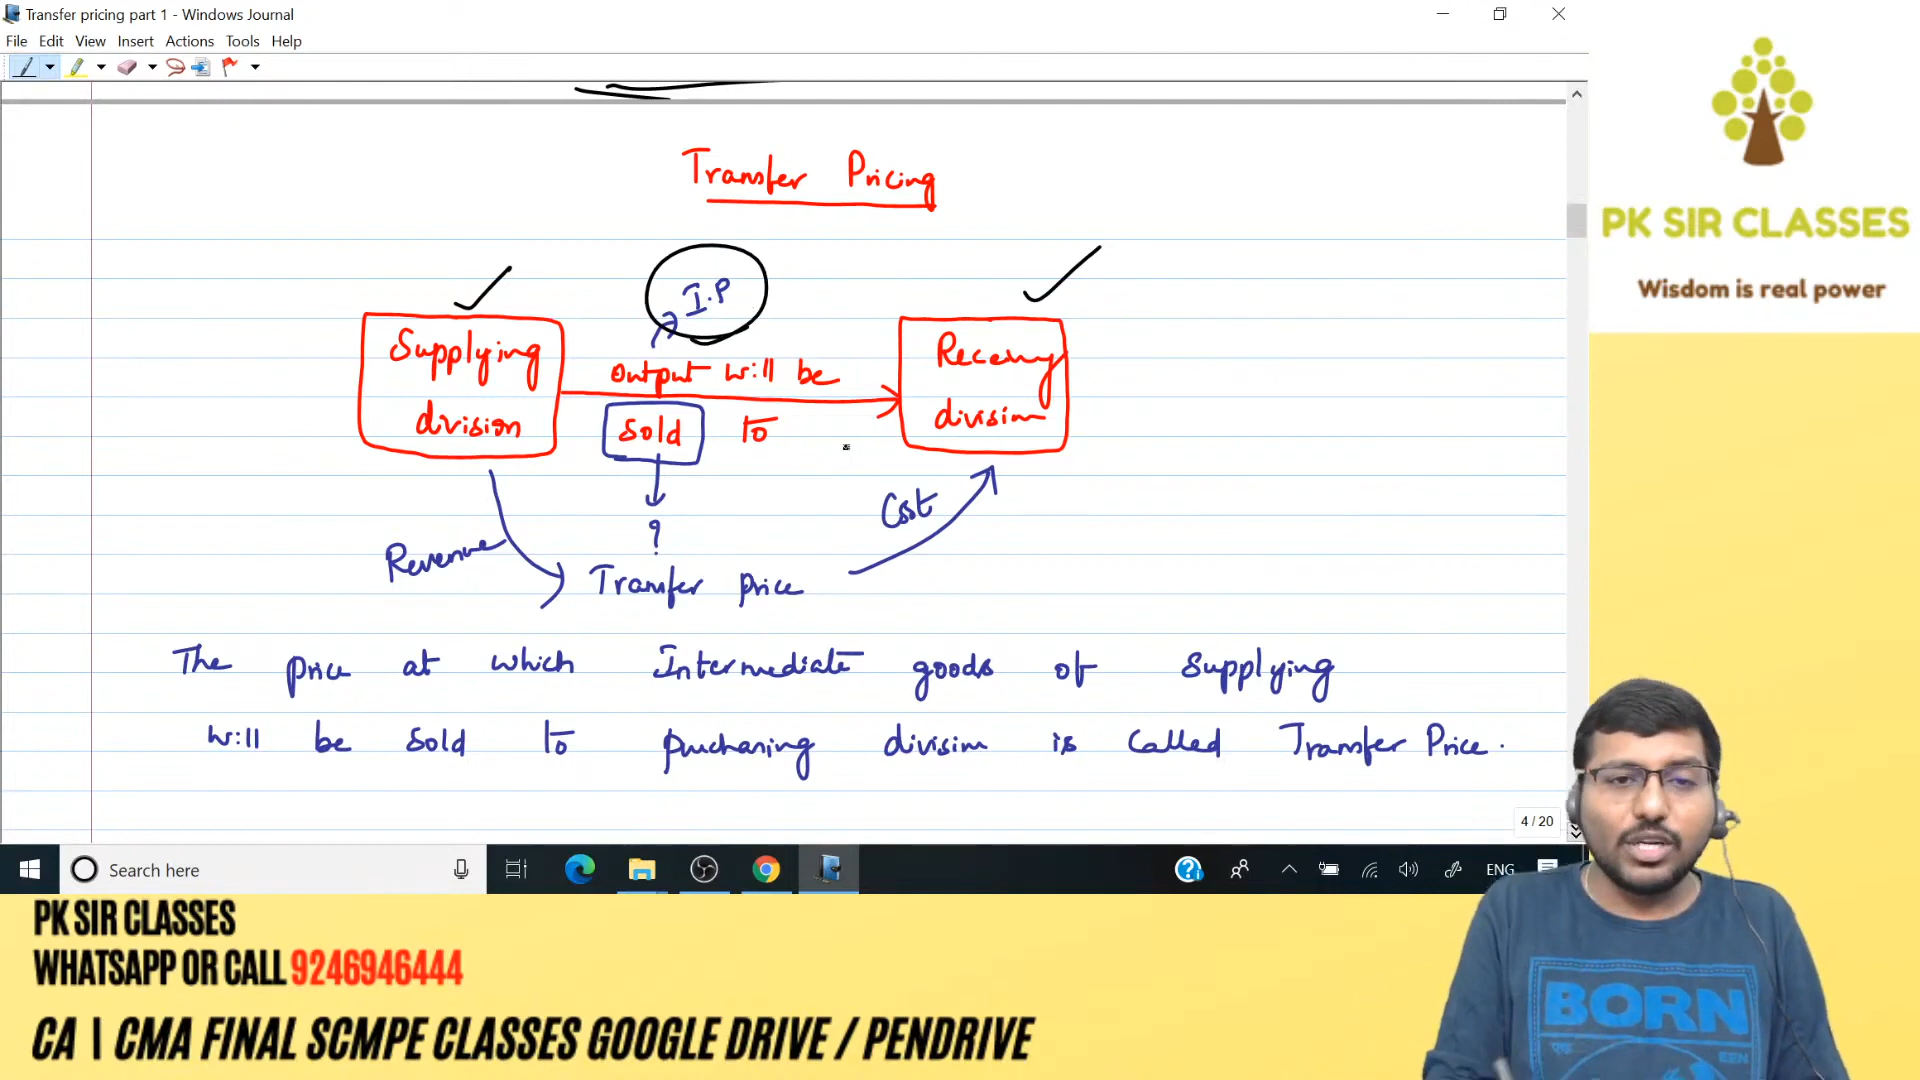 Transfer pricing part 1 - Windows Journal
File Edit View Insert Actions Tools Help
Transfer Pricing
I.P
Supplying
division
Output will be
sold to
Receiving
division
?
Revenue
Cost
Transfer price
The price at which Intermediate goods of Supplying
will be sold to purchasing division is called Transfer Price.
4 / 20
Search here
ENG
PK SIR CLASSES
Wisdom is real power
PK SIR CLASSES
WHATSAPP OR CALL 9246946444
CA \ CMA FINAL SCMPE CLASSES GOOGLE DRIVE / PENDRIVE
BORN